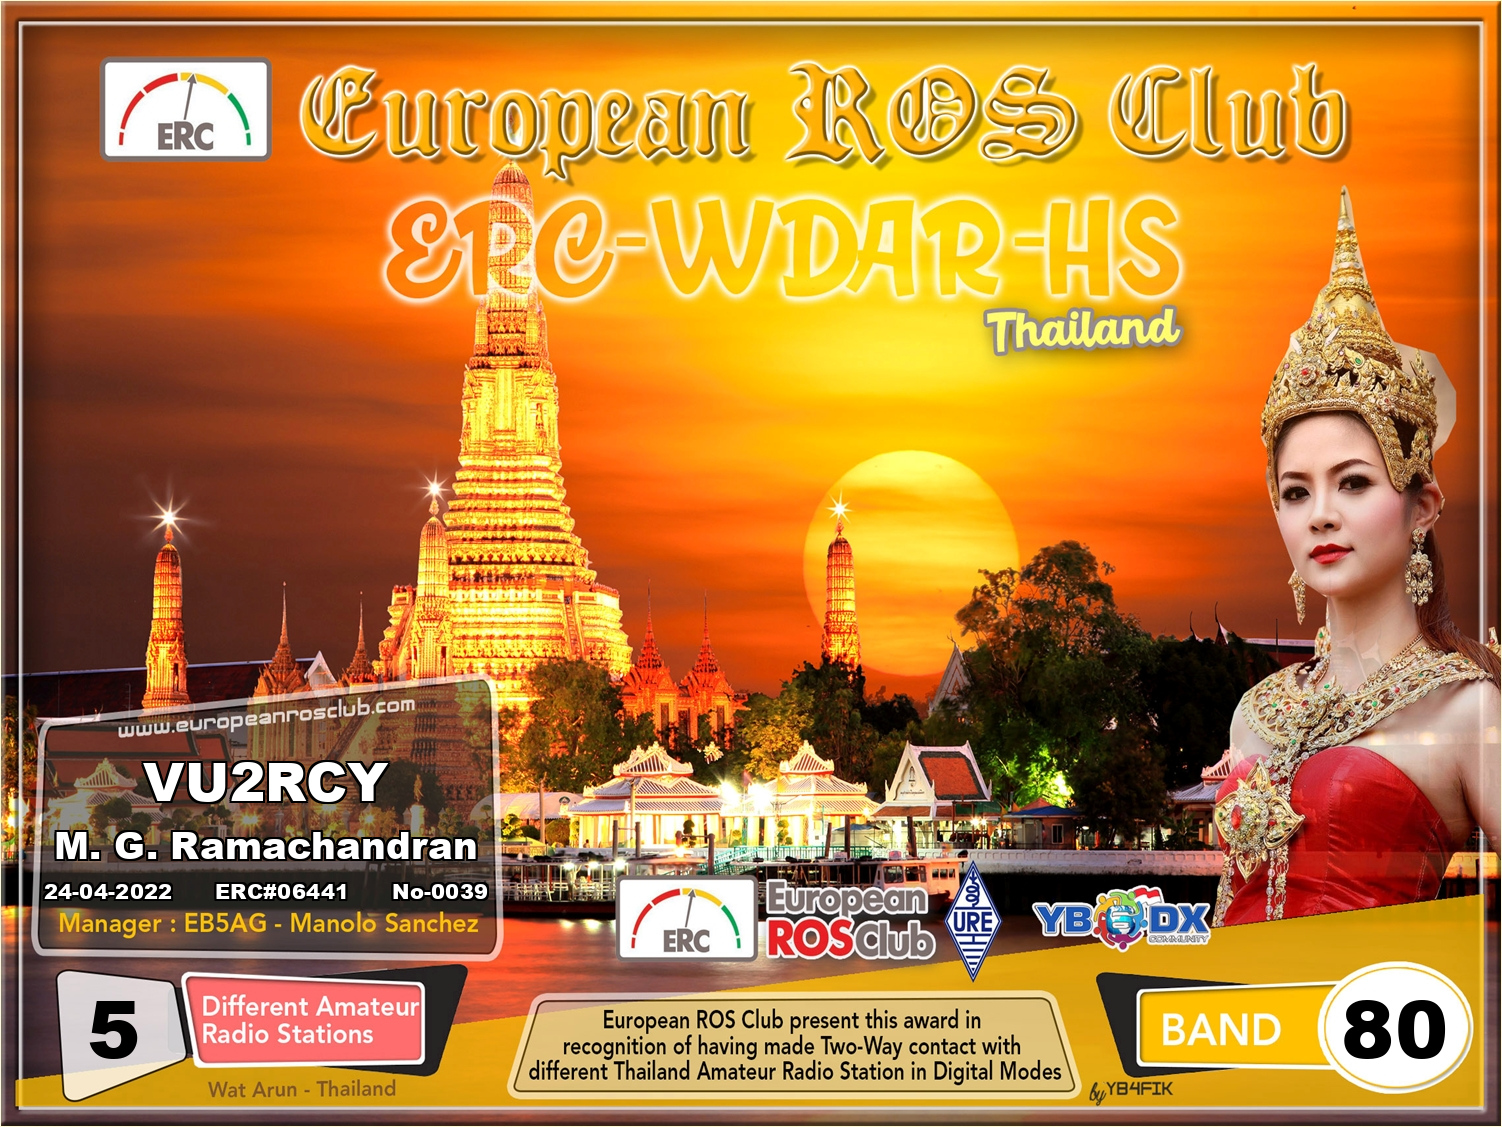 ERC
European ROS Club
ERC-WDAR-HS
Thailand
www.europeanrosclub.com
VU2RCY
M. G. Ramachandran
24-04-2022 ERC#06441 No-0039
Manager : EB5AG - Manolo Sanchez
ERC
European
ROSClub
URE
YB DX
COMMUNITY
5
Different Amateur
Radio Stations
European ROS Club present this award in
recognition of having made Two-Way contact with
different Thailand Amateur Radio Station in Digital Modes
BAND
80
Wat Arun - Thailand
by YB4FIK